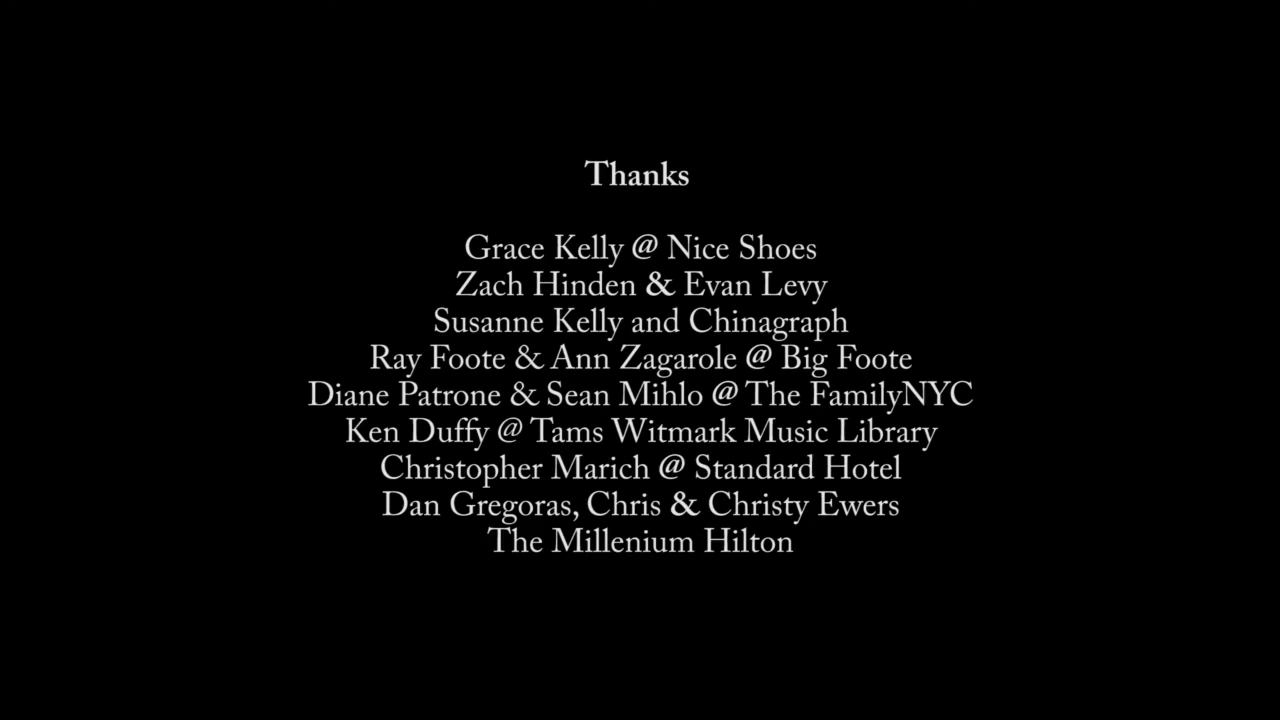 Thanks
Grace Kelly @ Nice Shoes
Zach Hinden & Evan Levy
Susanne Kelly and Chinagraph
Ray Foote & Ann Zagarole @ Big Foote
Diane Patrone & Sean Mihlo @ The FamilyNYC
Ken Duffy @ Tams Witmark Music Library
Christopher Marich @ Standard Hotel
Dan Gregoras, Chris & Christy Ewers
The Millenium Hilton